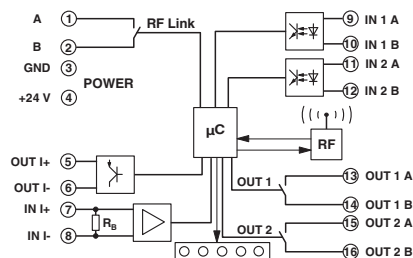 A 1 RF Link 9 IN 1 A
B 2 10 IN 1 B
GND 3 POWER 11 IN 2 A
+24 V 4 12 IN 2 B
µC
RF
OUT I+ 5 OUT 1 13 OUT 1 A
OUT I- 6 14 OUT 1 B
IN I+ 7 RB OUT 2 15 OUT 2 A
IN I- 8 16 OUT 2 B